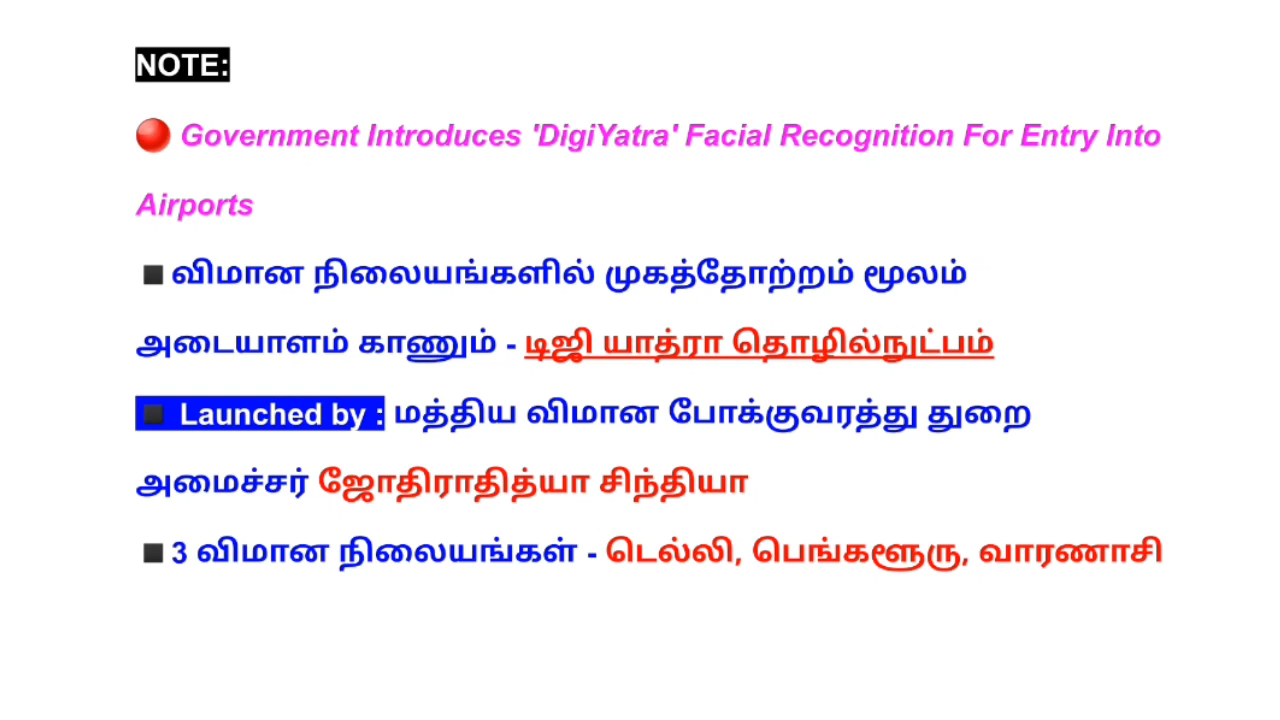 NOTE:
🔴 Government Introduces 'DigiYatra' Facial Recognition For Entry Into
Airports
◾விமான நிலையங்களில் முகத்தோற்றம் மூலம்
அடையாளம் காணும் - டிஜி யாத்ரா தொழில்நுட்பம்
◾ Launched by : மத்திய விமான போக்குவரத்து துறை
அமைச்சர் ஜோதிராதித்யா சிந்தியா
◾3 விமான நிலையங்கள் - டெல்லி, பெங்களூரு, வாரணாசி